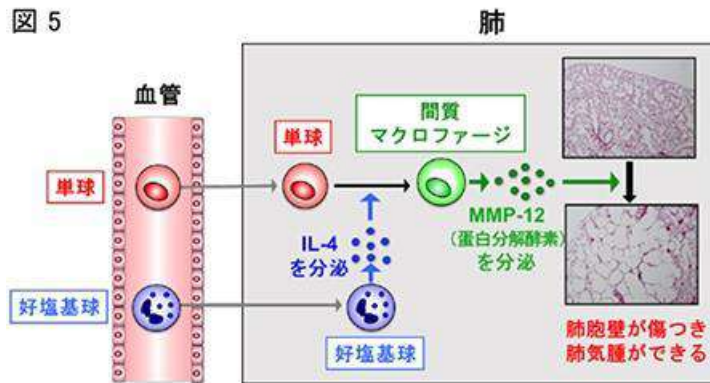 図 5
肺
血管
間質
マクロファージ
単球
単球
MMP-12
(蛋白分解酵素)
を分泌
IL-4
を分泌
好塩基球
好塩基球
肺胞壁が傷つき
肺気腫ができる